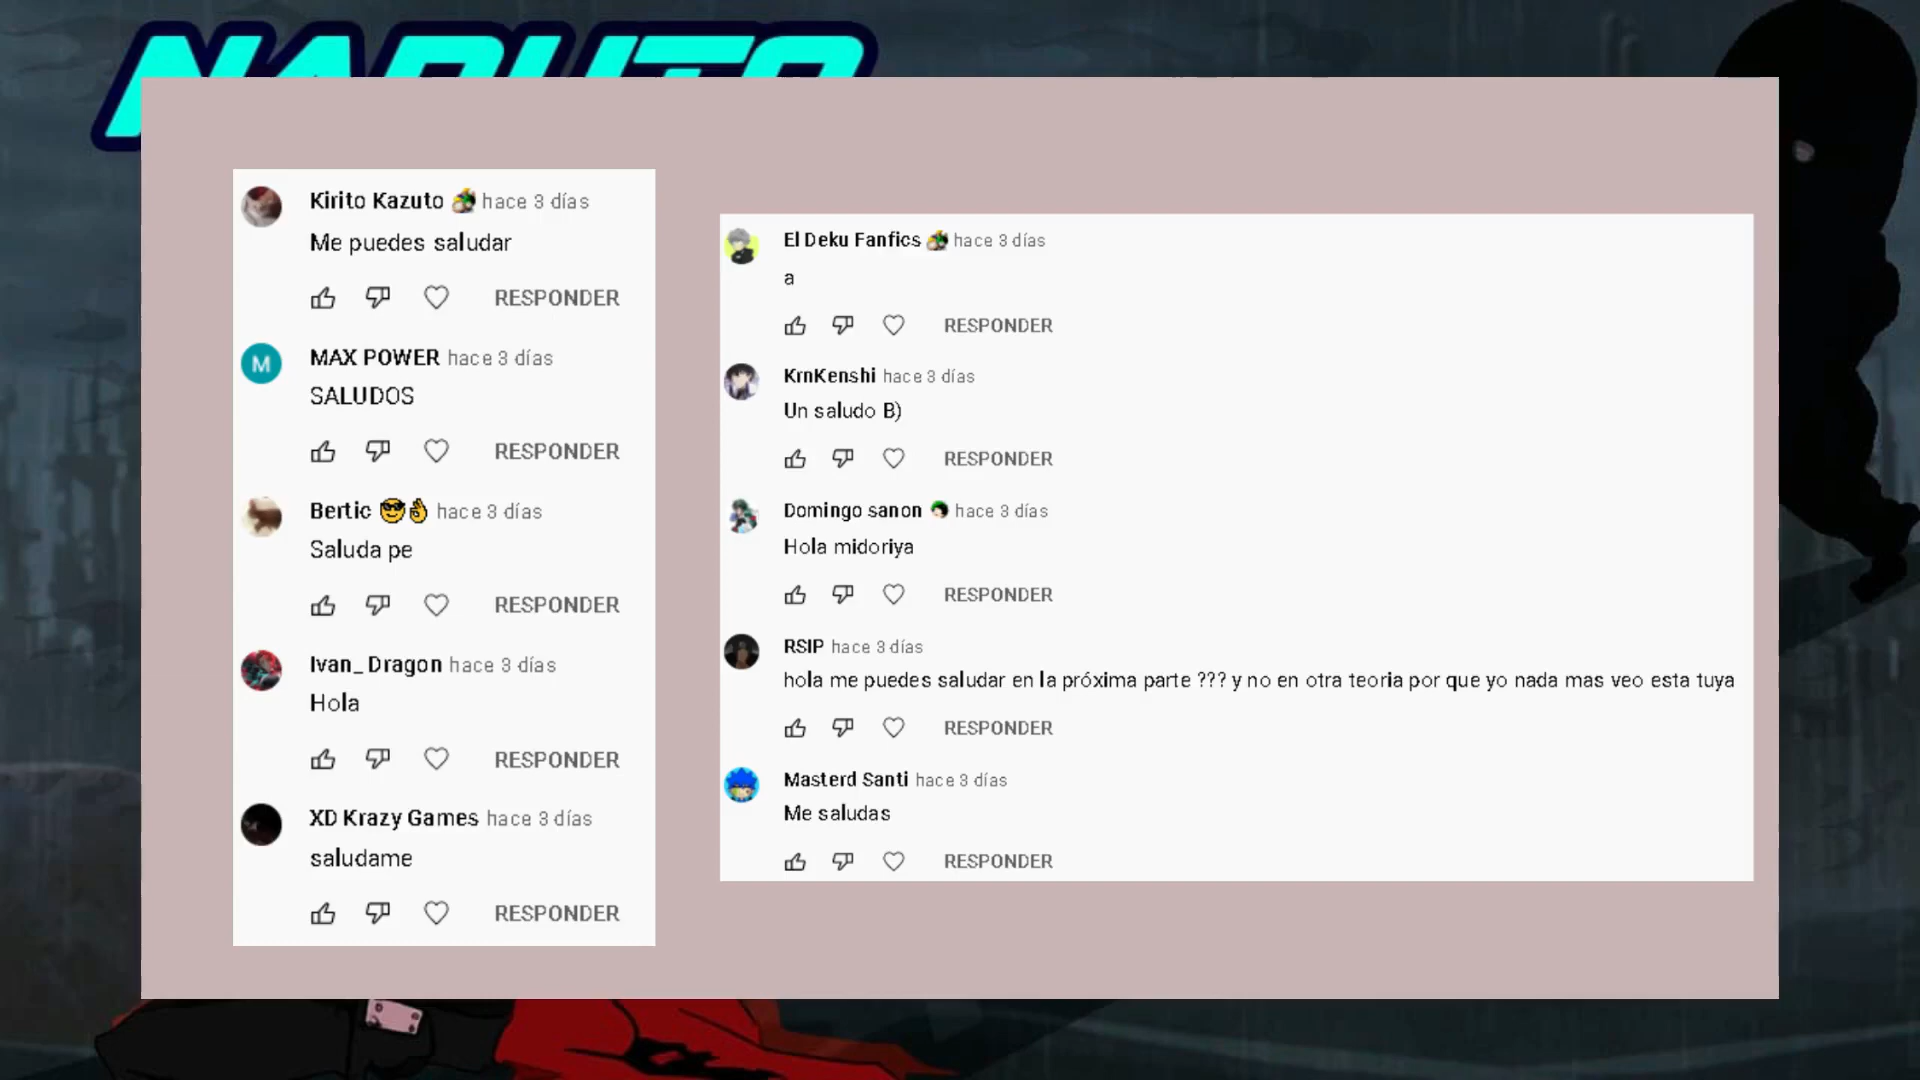 NARUTO
Kirito Kazuto hace 3 días
Me puedes saludar
RESPONDER
M
MAX POWER hace 3 días
SALUDOS
RESPONDER
Bertic 😎👌 hace 3 días
Saluda pe
RESPONDER
Ivan_Dragon hace 3 días
Hola
RESPONDER
XD Krazy Games hace 3 días
saludame
RESPONDER
El Deku Fanfics hace 3 días
a
RESPONDER
KrnKenshi hace 3 días
Un saludo B)
RESPONDER
Domingo sanon hace 3 días
Hola midoriya
RESPONDER
RSIP hace 3 días
hola me puedes saludar en la próxima parte ??? y no en otra teoria por que yo nada mas veo esta tuya
RESPONDER
Masterd Santi hace 3 días
Me saludas
RESPONDER